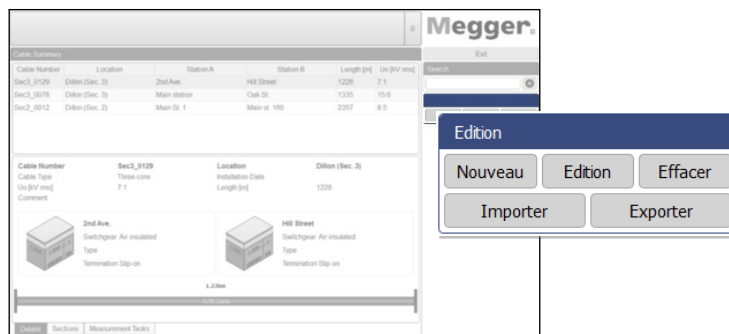 0
Megger.
Cable Summary
Exit
Cable Number Location Station A Station B Length [m] Uo [kV rms]
Search
Sec3_0129 Dillon (Sec. 3) 2nd Ave. Hill Street 1228 7.1
Sec3_0078 Dillon (Sec. 3) Main station Oak St. 1335 15.6
Sec2_0012 Dillon (Sec. 2) Main St. 1 Main st. 160 2357 8.5
Edition
Nouveau Edition Effacer
Importer Exporter
Cable Number Sec3_0129 Location Dillon (Sec. 3)
Cable Type Three-core Installation Date
Uo [kV rms] 7.1 Length [m] 1228
Comment
2nd Ave. Hill Street
Switchgear Air insulated Switchgear Air insulated
Type Type
Termination Slip-on Termination Slip-on
1.23km
Details Sections Measurement Tasks